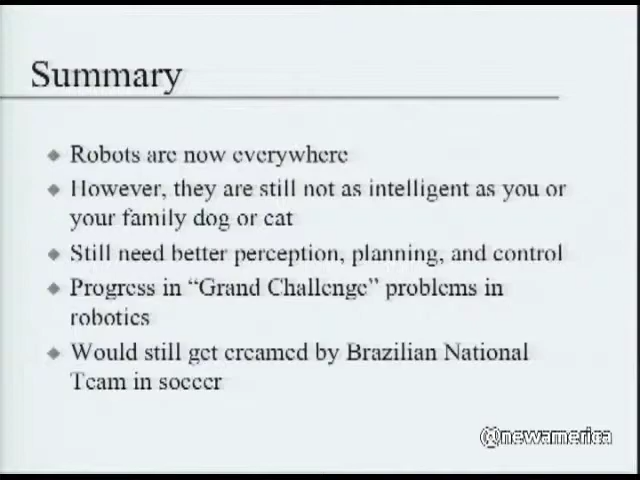 Summary
Robots are now everywhere
However, they are still not as intelligent as you or
your family dog or cat
Still need better perception, planning, and control
Progress in “Grand Challenge” problems in
robotics
Would still get creamed by Brazilian National
Team in soccer
@newamerica